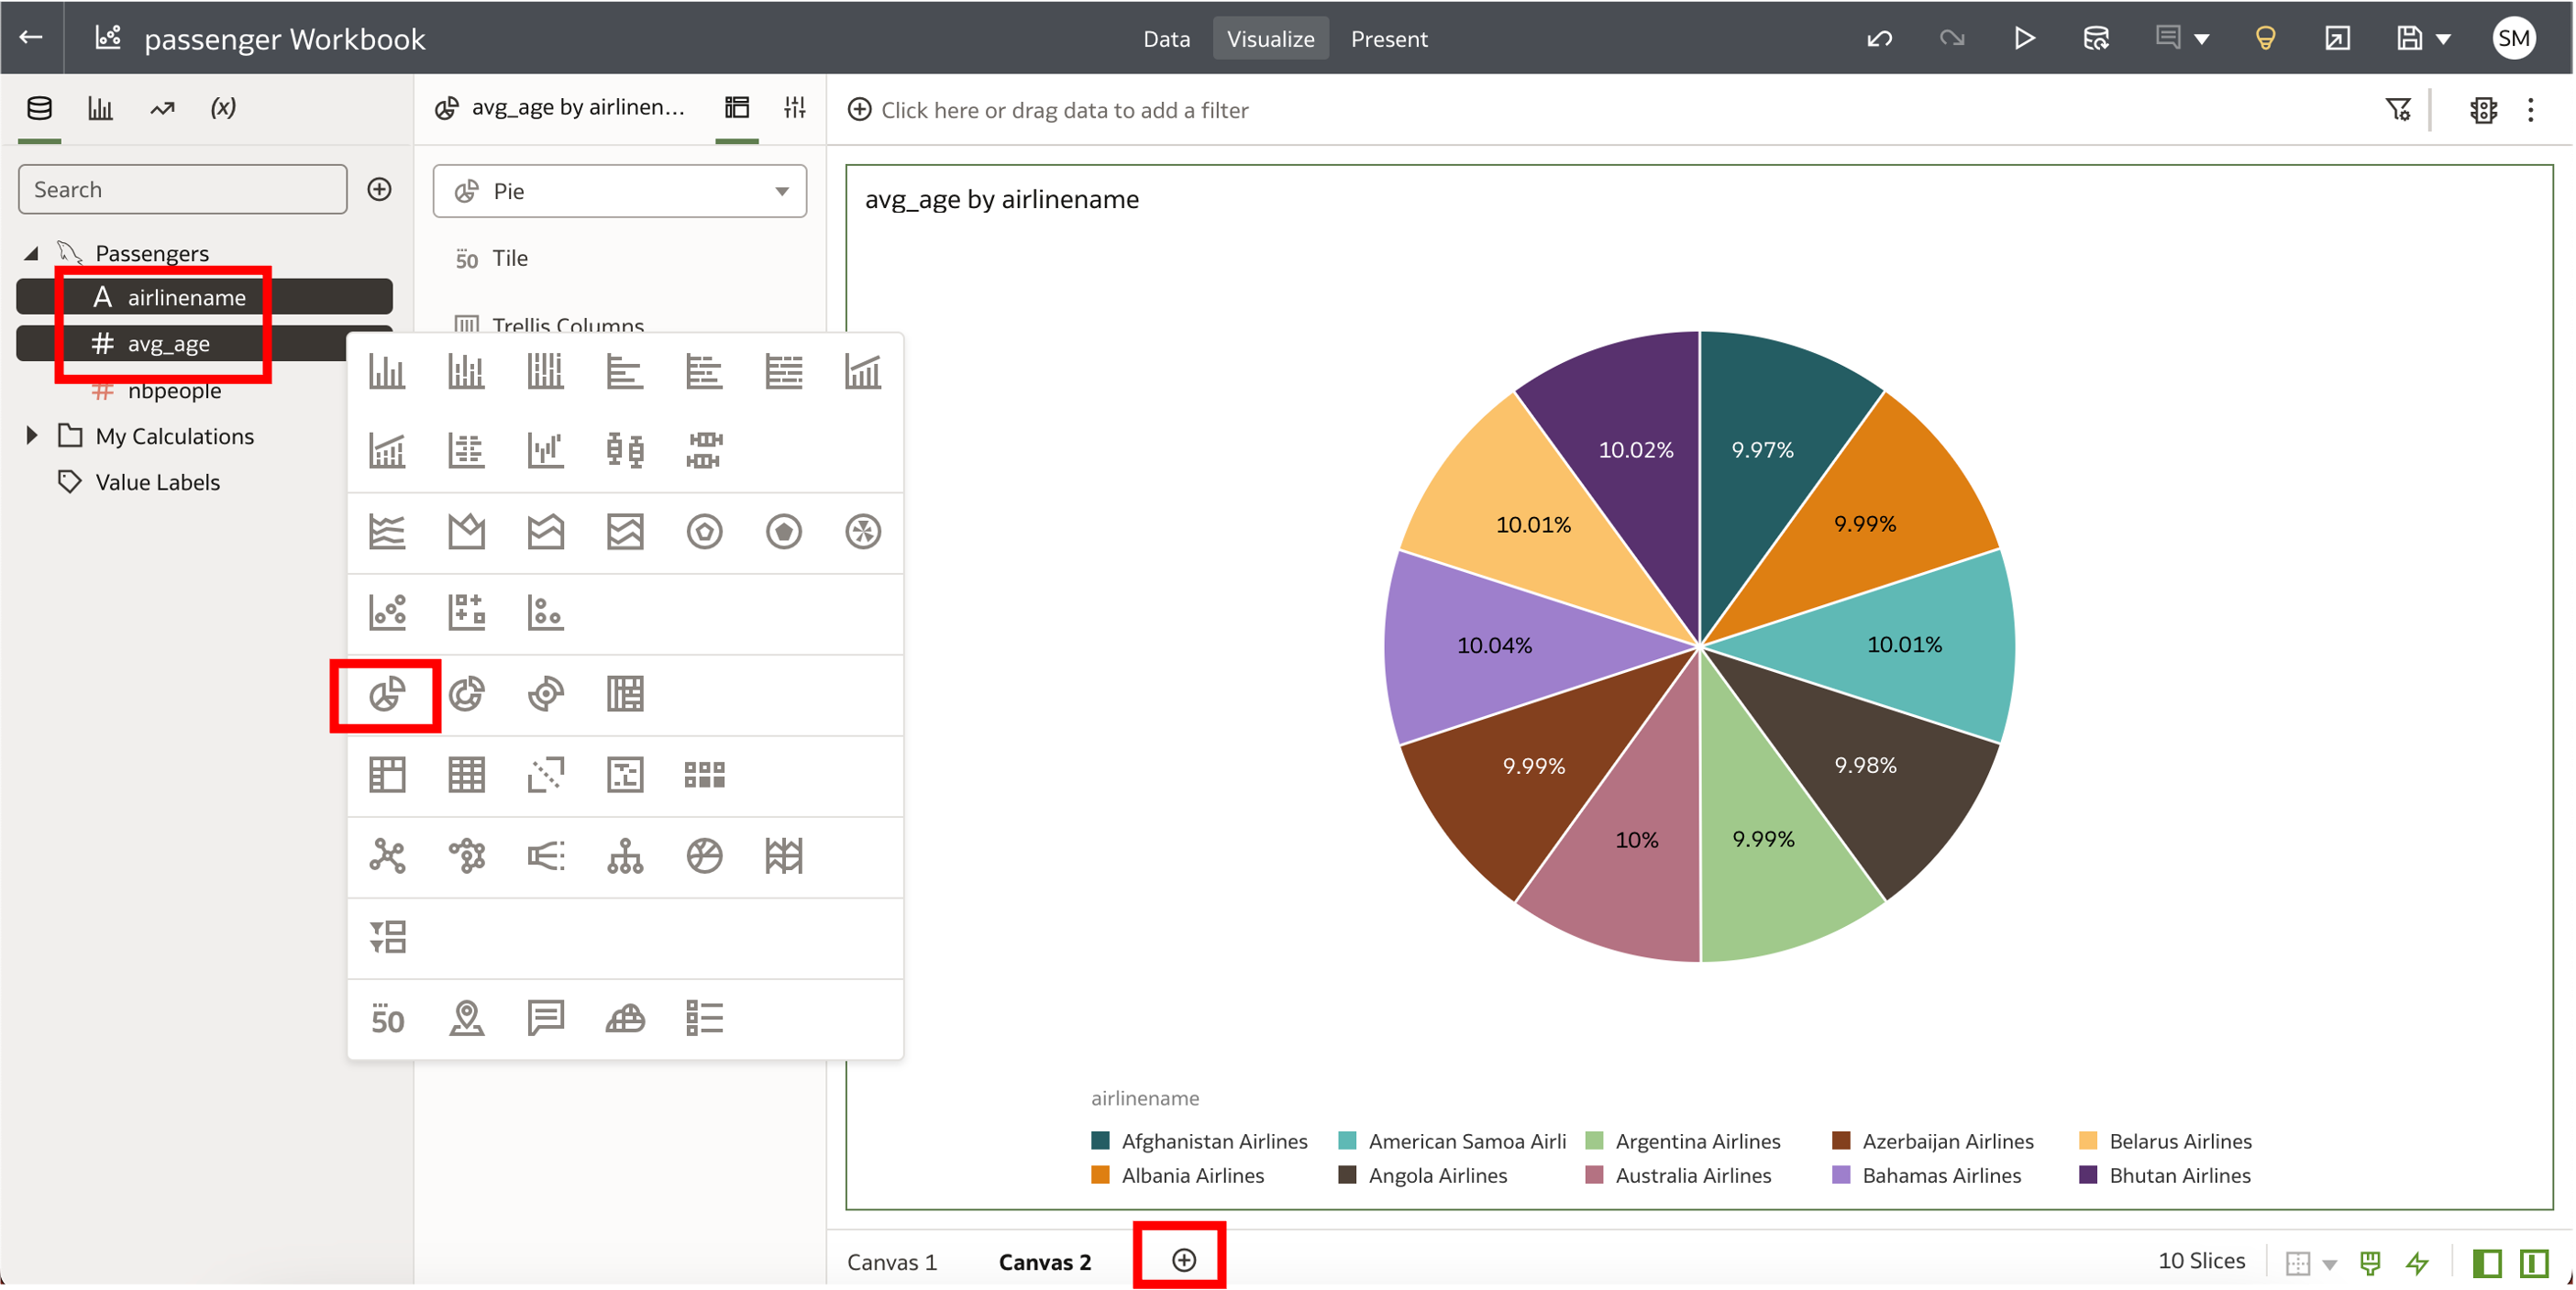 passenger Workbook
Data Visualize Present
SM
(x)
avg_age by airlinen...
Click here or drag data to add a filter
Search
Pie
avg_age by airlinename
Passengers
50 Tile
A airlinename
Trellis Columns
# avg_age
# nbpeople
My Calculations
Value Labels
10.02% 9.97%
10.01% 9.99%
10.04% 10.01%
9.99% 9.98%
10% 9.99%
50
airlinename
Afghanistan Airlines American Samoa Airli Argentina Airlines Azerbaijan Airlines Belarus Airlines
Albania Airlines Angola Airlines Australia Airlines Bahamas Airlines Bhutan Airlines
Canvas 1 Canvas 2 10 Slices